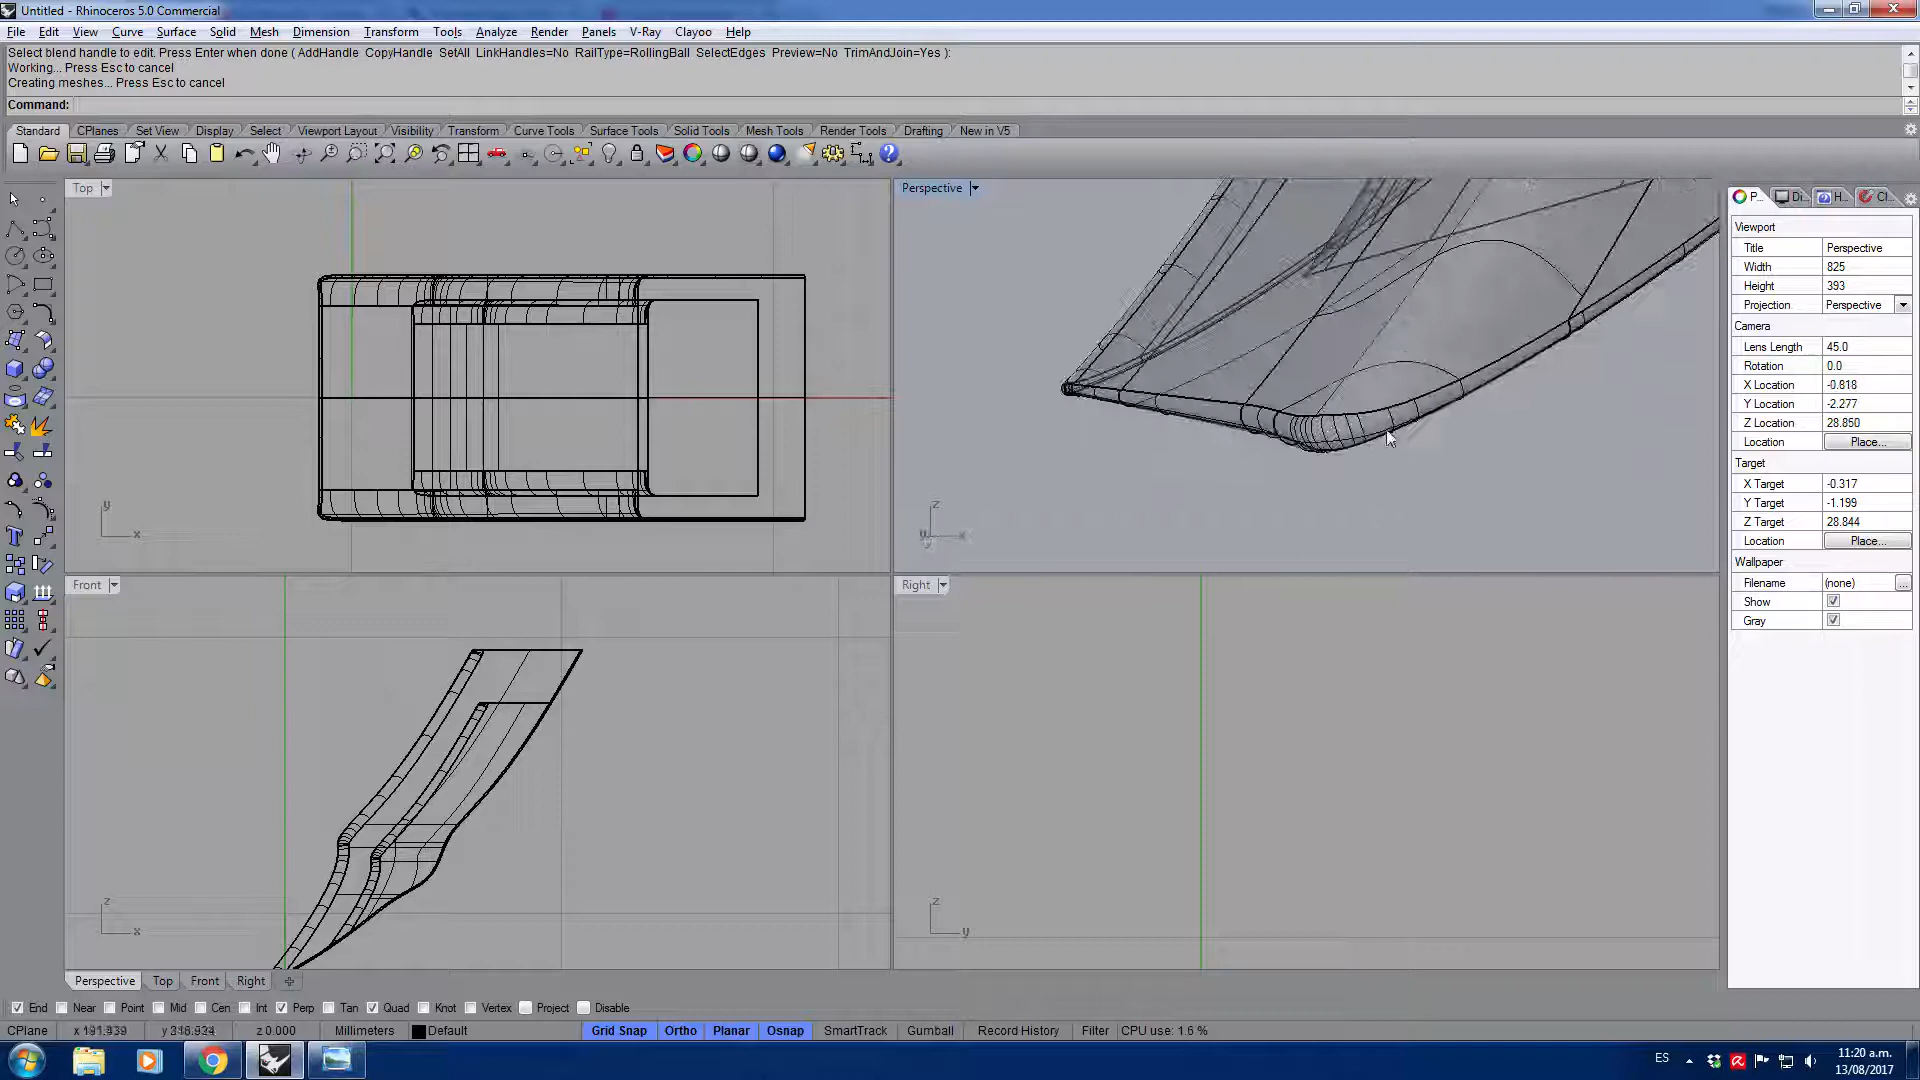 Untitled - Rhinoceros 5.0 Commercial
File Edit View Curve Surface Solid Mesh Dimension Transform Tools Analyze Render Panels V-Ray Clayoo Help
Select blend handle to edit. Press Enter when done ( AddHandle CopyHandle SetAll LinkHandles=No RailType=RollingBall SelectEdges Preview=No TrimAndJoin=Yes ):
Working... Press Esc to cancel
Creating meshes... Press Esc to cancel
Command:
Standard CPlanes Set View Display Select Viewport Layout Visibility Transform Curve Tools Surface Tools Solid Tools Mesh Tools Render Tools Drafting New in V5
Top
Perspective
P... Di... H... Cl...
Viewport
Title Perspective
Width 825
Height 393
Projection Perspective
Camera
Lens Length 45.0
Rotation 0.0
X Location -0.818
Y Location -2.277
Z Location 28.850
Location Place...
Target
X Target -0.317
Y Target -1.199
Z Target 28.844
Location Place...
Wallpaper
Filename (none) ...
Show
Gray
y
x
z
x
Front
Right
z
x
z
y
Perspective Top Front Right
End Near Point Mid Cen Int Perp Tan Quad Knot Vertex Project Disable
CPlane z 0.000 Millimeters Default Grid Snap Ortho Planar Osnap SmartTrack Gumball Record History Filter CPU use: 1.6 %
ES
11:20 a.m.
13/08/2017